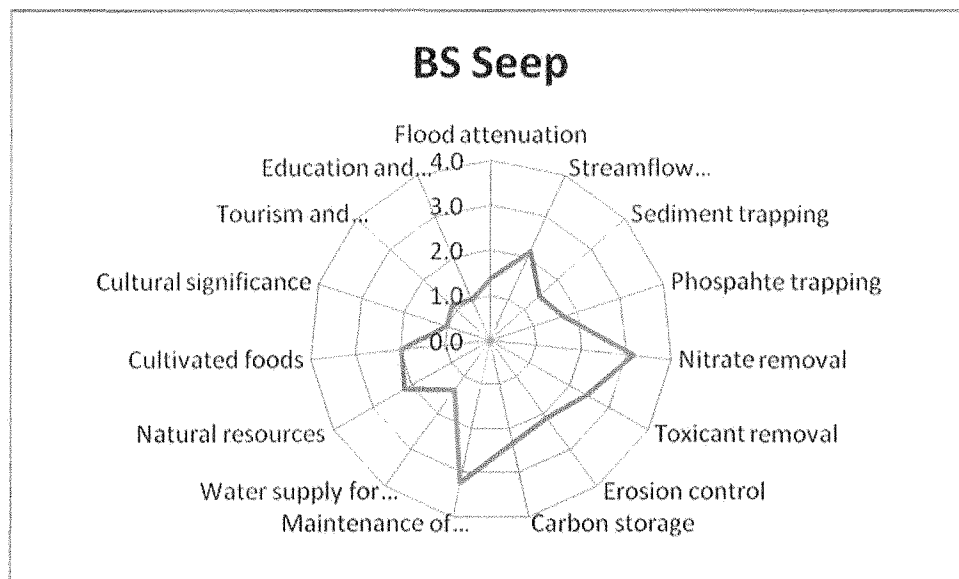 BS Seep
Flood attenuation
Streamflow...
Sediment trapping
Phospahte trapping
Nitrate removal
Toxicant removal
Erosion control
Carbon storage
Maintenance of...
Water supply for...
Natural resources
Cultivated foods
Cultural significance
Tourism and...
Education and...
4.0
3.0
2.0
1.0
0.0